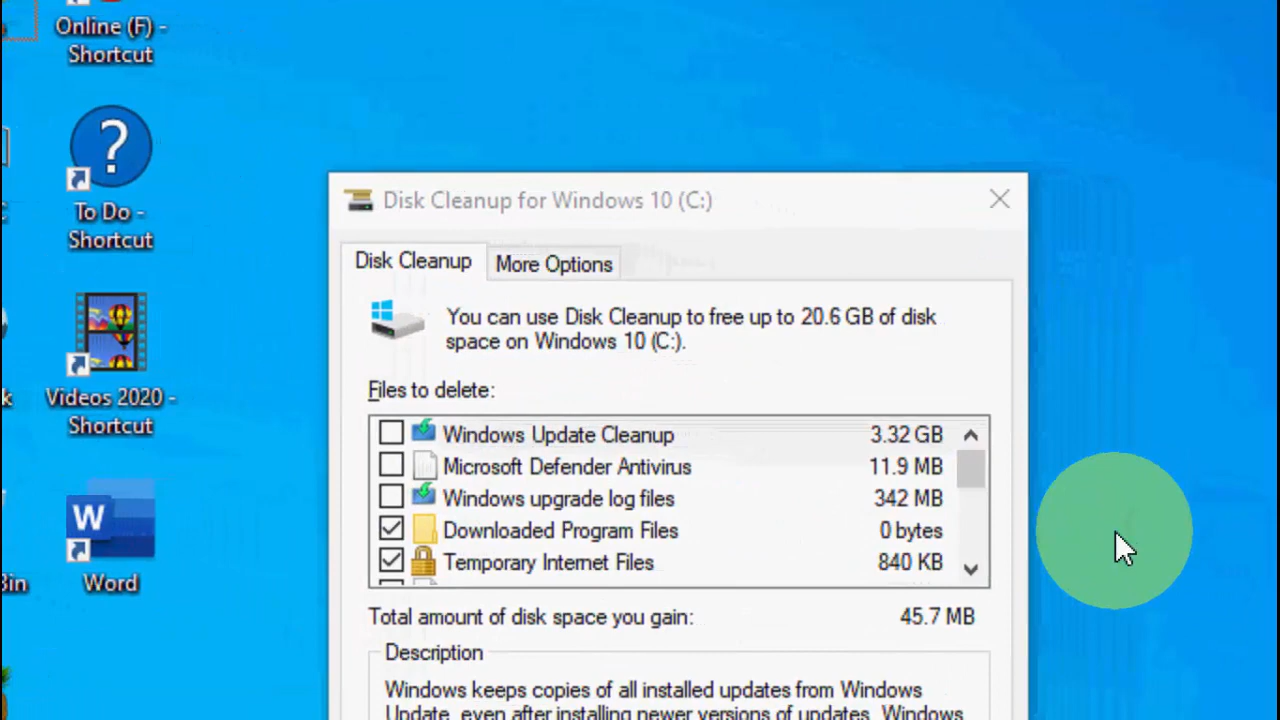 Online (F) -
Shortcut
?
To Do -
Shortcut
Videos 2020 -
Shortcut
W
Word
Bin
Disk Cleanup for Windows 10 (C:)
Disk Cleanup
More Options
You can use Disk Cleanup to free up to 20.6 GB of disk
space on Windows 10 (C:).
Files to delete:
Windows Update Cleanup 3.32 GB
Microsoft Defender Antivirus 11.9 MB
Windows upgrade log files 342 MB
Downloaded Program Files 0 bytes
Temporary Internet Files 840 KB
Total amount of disk space you gain: 45.7 MB
Description
Windows keeps copies of all installed updates from Windows
Update, even after installing newer versions of updates. Windows